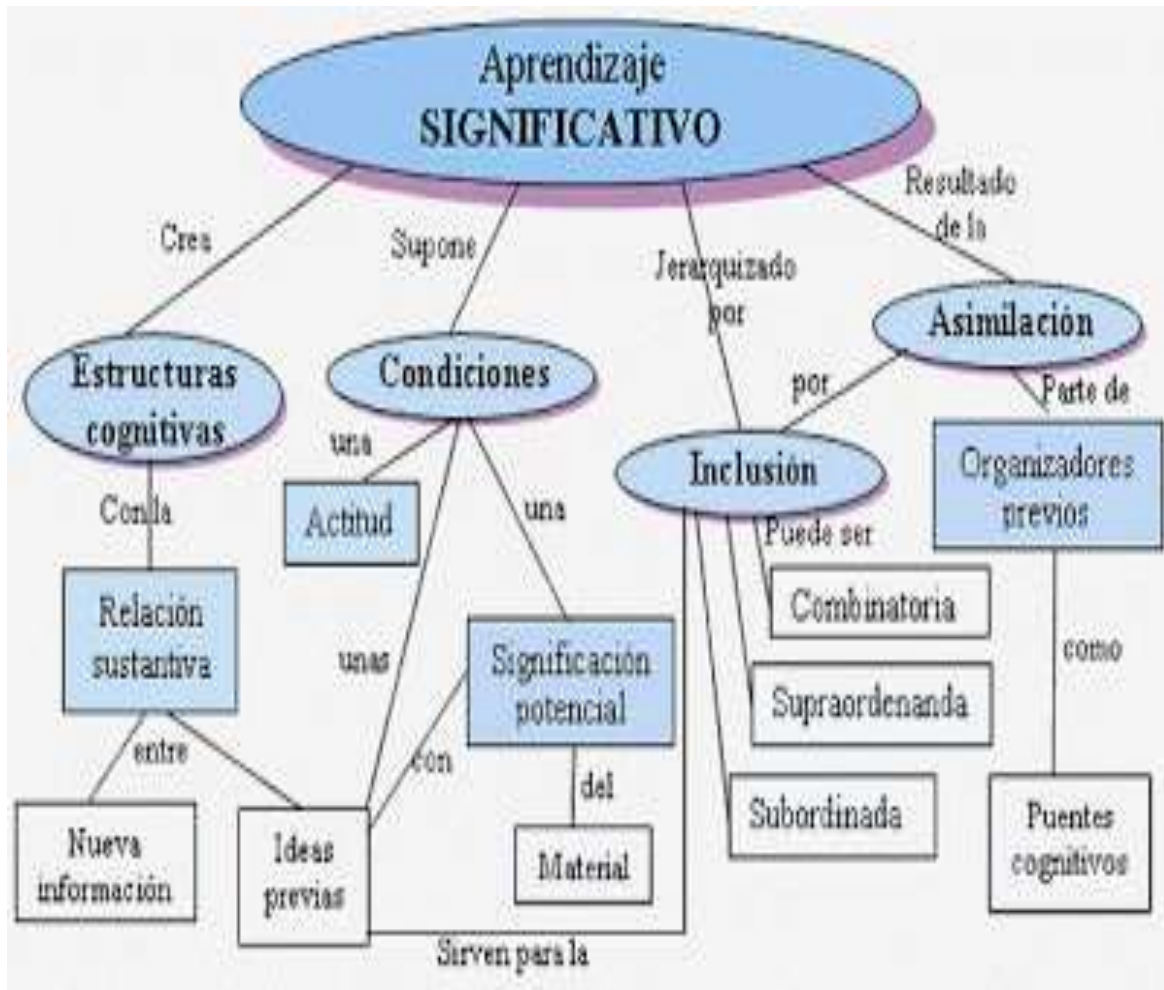 Aprendizaje
SIGNIFICATIVO
Crea
Supone
Jerarquizado
por
Resultado
de la
Estructuras
cognitivas
Condiciones
Asimilación
por
Parte de
Inclusión
Organizadores
previos
una
Actitud
una
Con la
Puede ser
Relación
sustantiva
unas
Significación
potencial
Combinatoria
como
Supraordenanda
entre
con
del
Subordinada
Nueva
información
Ideas
previas
Material
Puentes
cognitivos
Sirven para la